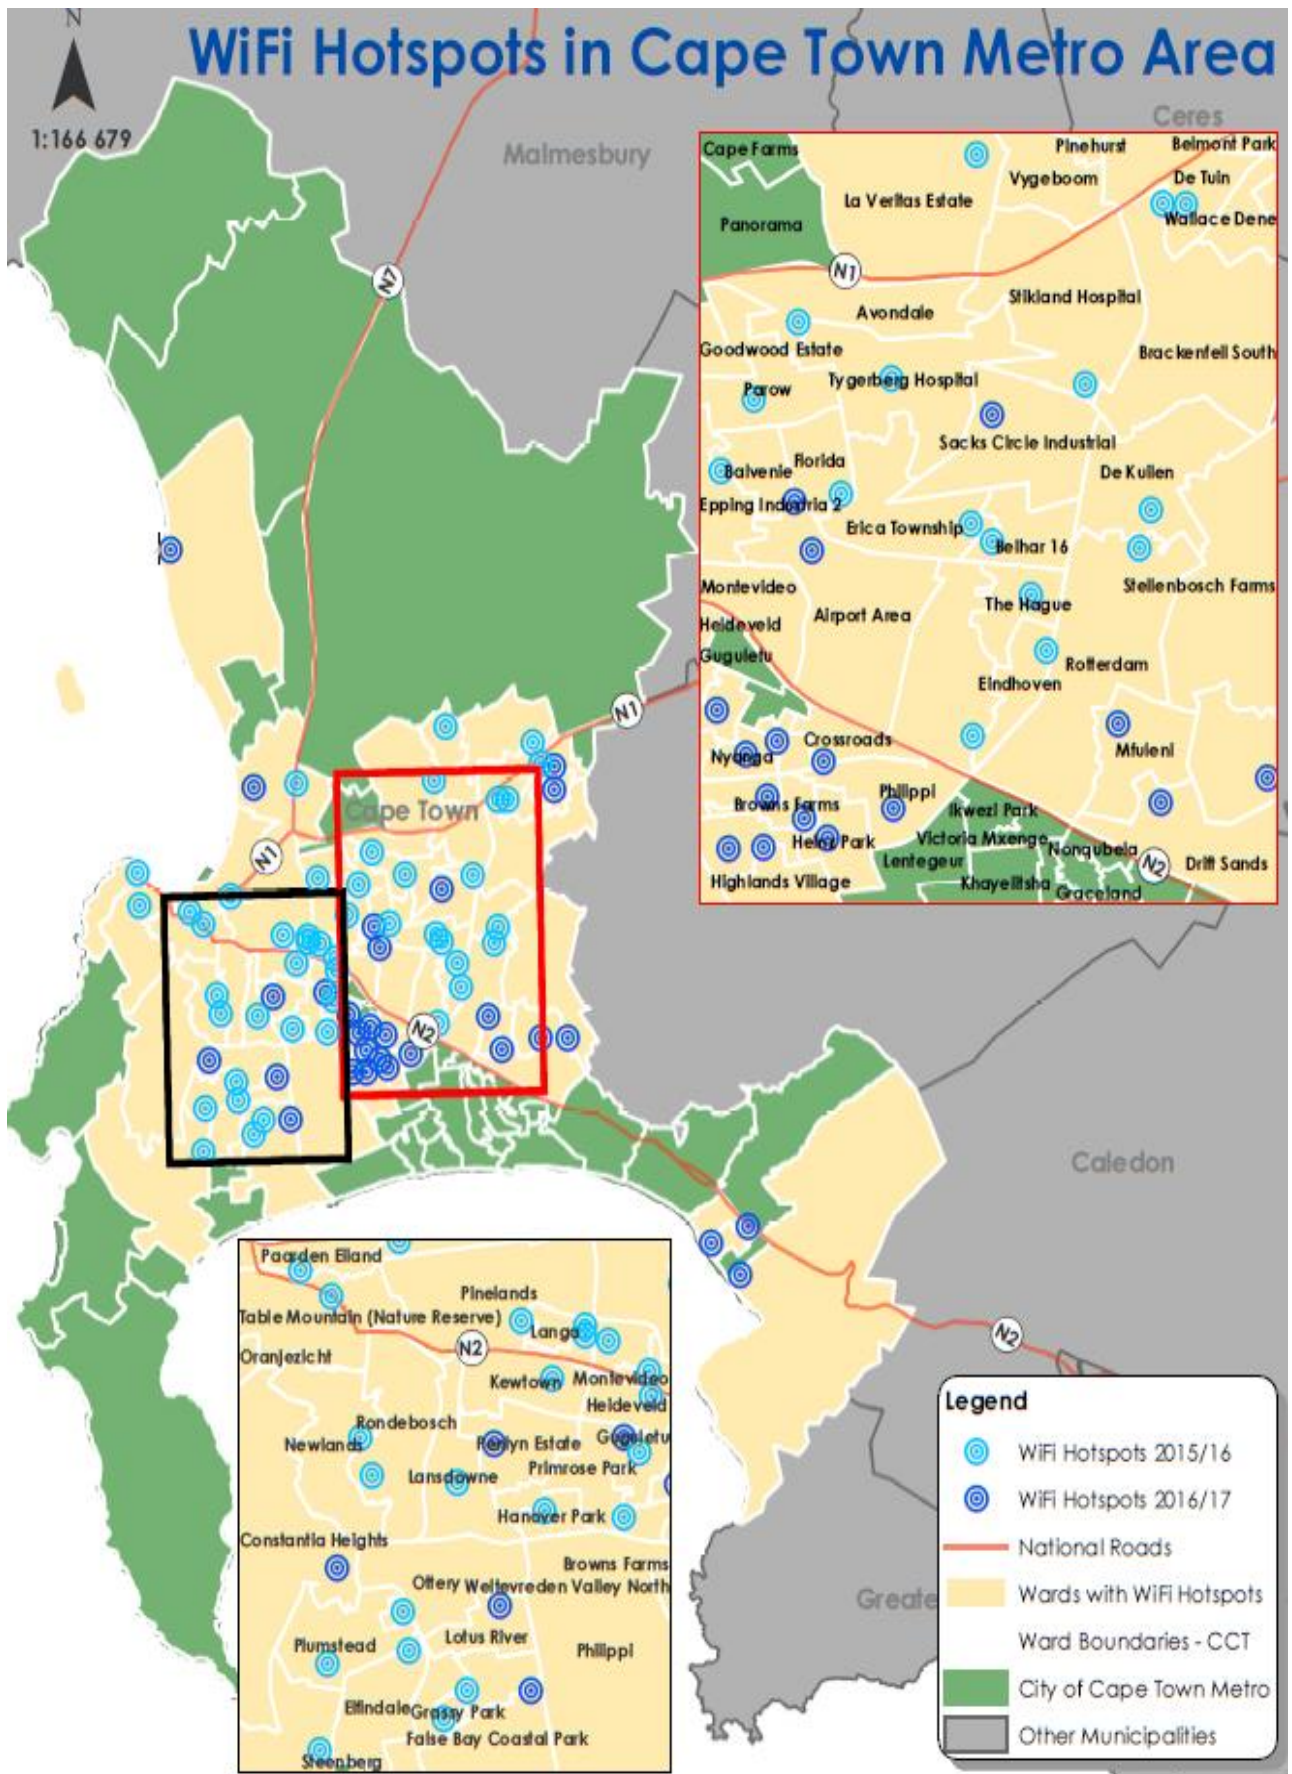 N
WiFi Hotspots in Cape Town Metro Area
1:166 679
Malmesbury
Ceres
N7
Cape Farms
Pinehurst
Belmont Park
Vygeboom
De Tuin
La Veritas Estate
Wallace Dene
Panorama
N1
Stikland Hospital
Avondale
Goodwood Estate
Brackenfell South
Tygerberg Hospital
Parow
Sacks Circle Industrial
Florida
Balvenie
De Kuilen
Epping Industria 2
Erica Township
Belhar 16
Montevideo
Stellenbosch Farms
The Hague
Airport Area
Heideveld
Guguletu
Rotterdam
Eindhoven
Crossroads
Nyanga
Mfuleni
Philippi
Browns Farms
Ikwezi Park
Heinz Park
Victoria Mxenge
Nonqubela
Lentegeur
N2
Drift Sands
Highlands Village
Khayelitsha
Graceland
N1
Cape Town
N1
N2
Caledon
Paarden Eiland
Pinelands
Table Mountain (Nature Reserve)
Langa
N2
Oranjezicht
Kewtown
Montevideo
Heideveld
Rondebosch
Newlands
Penlyn Estate
Guguletu
Lansdowne
Primrose Park
Hanover Park
Constantia Heights
Browns Farms
Ottery
Weltevreden Valley North
Lotus River
Plumstead
Philippi
Elfindale
Grassy Park
False Bay Coastal Park
Steenberg
N2
Greate
Legend
WiFi Hotspots 2015/16
WiFi Hotspots 2016/17
National Roads
Wards with WiFi Hotspots
Ward Boundaries - CCT
City of Cape Town Metro
Other Municipalities